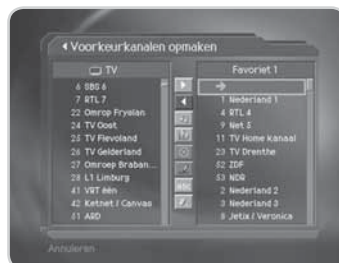 Voorkeurkanalen opmaken
TV
6 SBS 6
7 RTL 7
22 Omrop Fryslan
24 TV Oost
25 TV Flevoland
26 TV Gelderland
27 Omroep Braban...
28 L1 Limburg
41 VRT één
42 Ketnet / Canvas
51 ARD
ABC
Favoriet 1
1 Nederland 1
4 RTL 4
9 Net 5
11 TV Home kanaal
23 TV Drenthe
52 ZDF
53 NDR
2 Nederland 2
3 Nederland 3
8 Jetix / Veronica
Annuleren